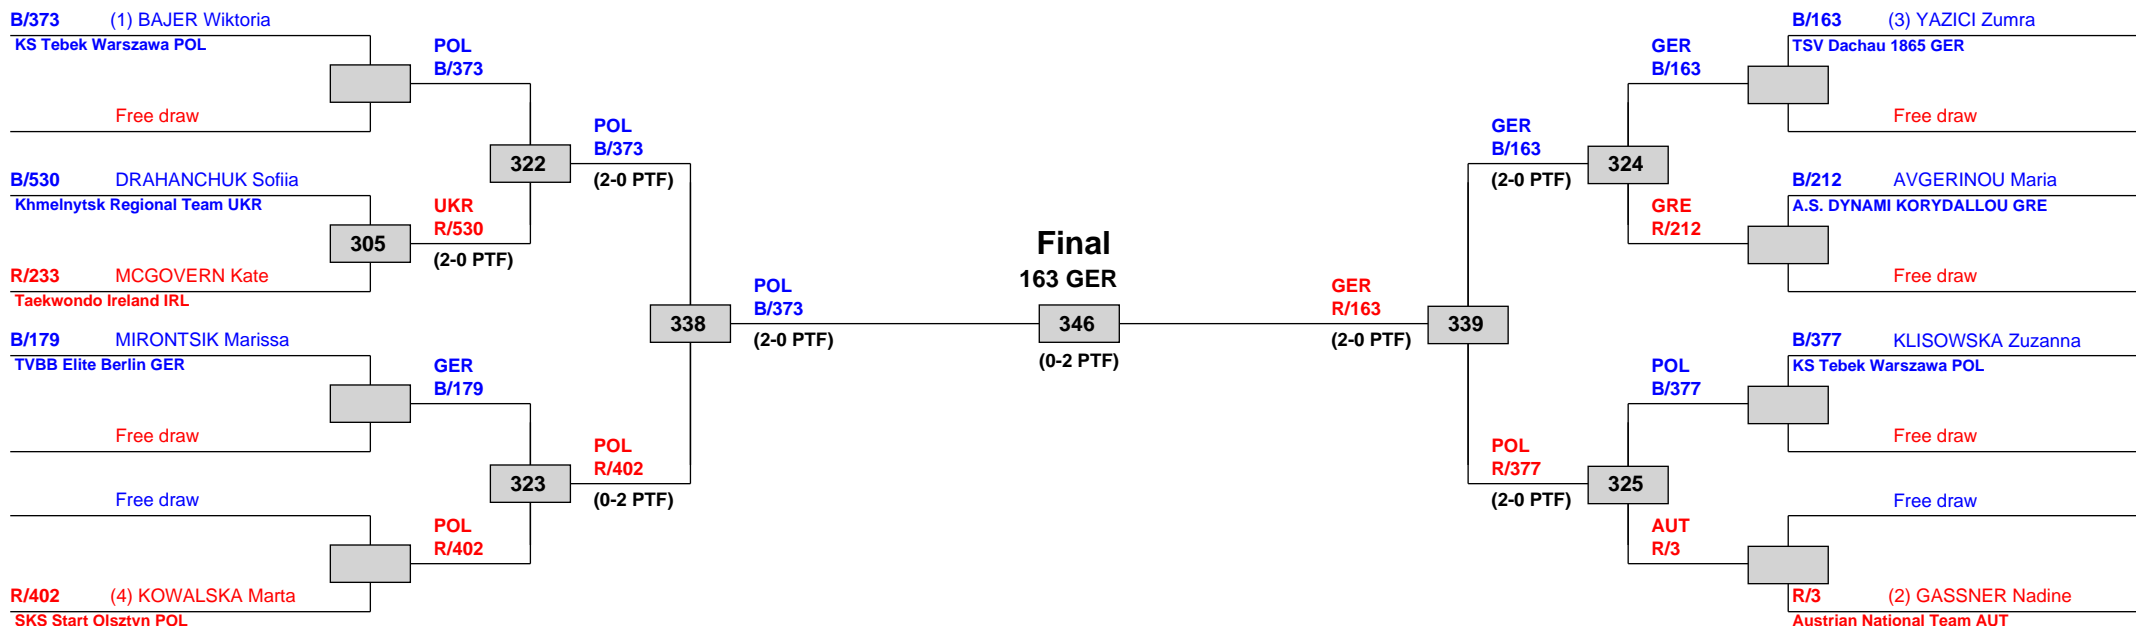 B/373 (1) BAJER Wiktoria
KS Tebek Warszawa POL
Free draw
B/530 DRAHANCHUK Sofiia
Khmelnytsk Regional Team UKR
R/233 MCGOVERN Kate
Taekwondo Ireland IRL
B/179 MIRONTSIK Marissa
TVBB Elite Berlin GER
Free draw
Free draw
R/402 (4) KOWALSKA Marta
SKS Start Olsztyn POL
POL
B/373
305
UKR
R/530
(2-0 PTF)
GER
B/179
POL
R/402
322
POL
B/373
(2-0 PTF)
323
POL
R/402
(0-2 PTF)
338
POL
B/373
(2-0 PTF)
Final
163 GER
346
(0-2 PTF)
GER
R/163
(2-0 PTF)
339
GER
B/163
(2-0 PTF)
324
POL
R/377
(2-0 PTF)
325
GER
B/163
GRE
R/212
POL
B/377
AUT
R/3
B/163 (3) YAZICI Zumra
TSV Dachau 1865 GER
Free draw
B/212 AVGERINOU Maria
A.S. DYNAMI KORYDALLOU GRE
Free draw
B/377 KLISOWSKA Zuzanna
KS Tebek Warszawa POL
Free draw
Free draw
R/3 (2) GASSNER Nadine
Austrian National Team AUT